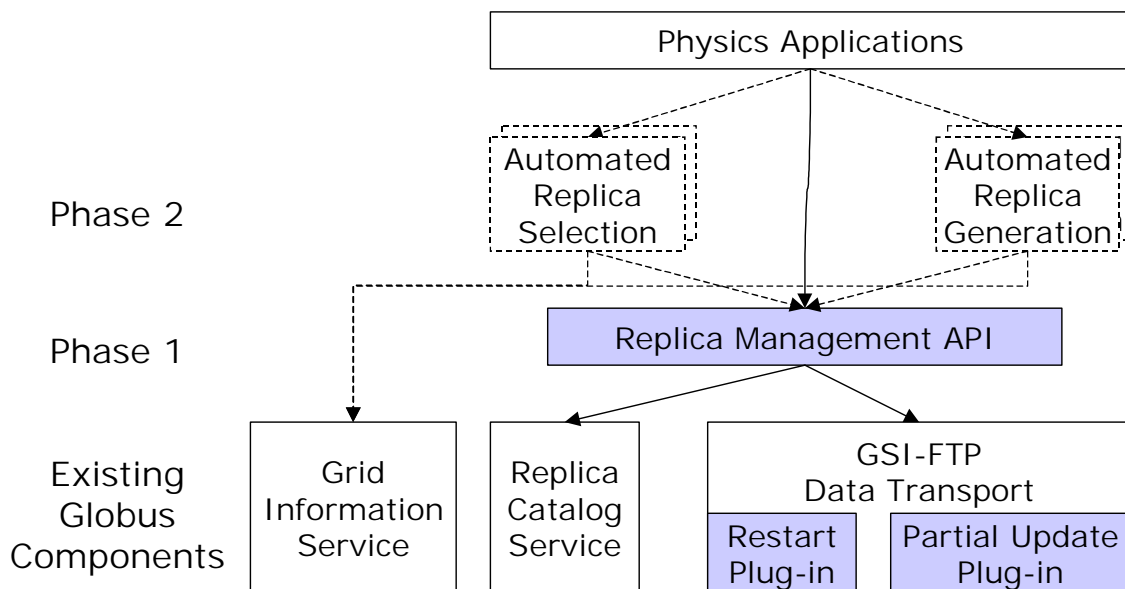 Physics Applications
Phase 2
Automated
Replica
Selection
Automated
Replica
Generation
Phase 1
Replica Management API
Existing
Globus
Components
Grid
Information
Service
Replica
Catalog
Service
GSI-FTP
Data Transport
Restart
Plug-in
Partial Update
Plug-in